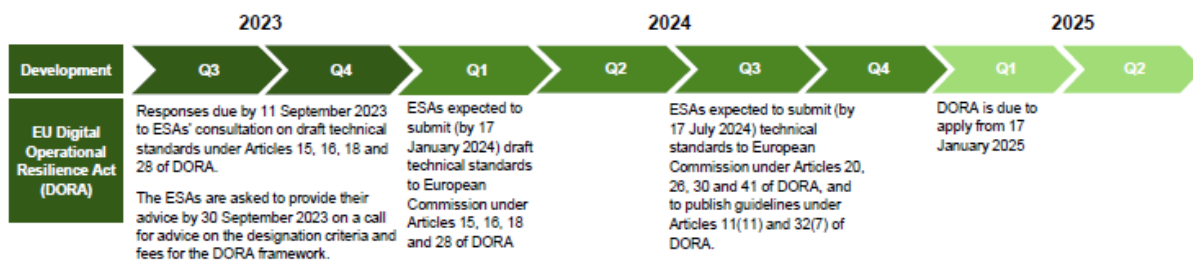 2023 2024 2025
Development Q3 Q4 Q1 Q2 Q3 Q4 Q1 Q2
EU Digital
Operational
Resilience Act
(DORA)
Responses due by 11 September 2023
to ESAs' consultation on draft technical
standards under Articles 15, 16, 18 and
28 of DORA.
The ESAs are asked to provide their
advice by 30 September 2023 on a call
for advice on the designation criteria and
fees for the DORA framework.
ESAs expected to
submit (by 17
January 2024) draft
technical standards
to European
Commission under
Articles 15, 16, 18
and 28 of DORA
ESAs expected to submit (by
17 July 2024) technical
standards to European
Commission under Articles 20,
26, 30 and 41 of DORA, and
to publish guidelines under
Articles 11(11) and 32(7) of
DORA.
DORA is due to
apply from 17
January 2025